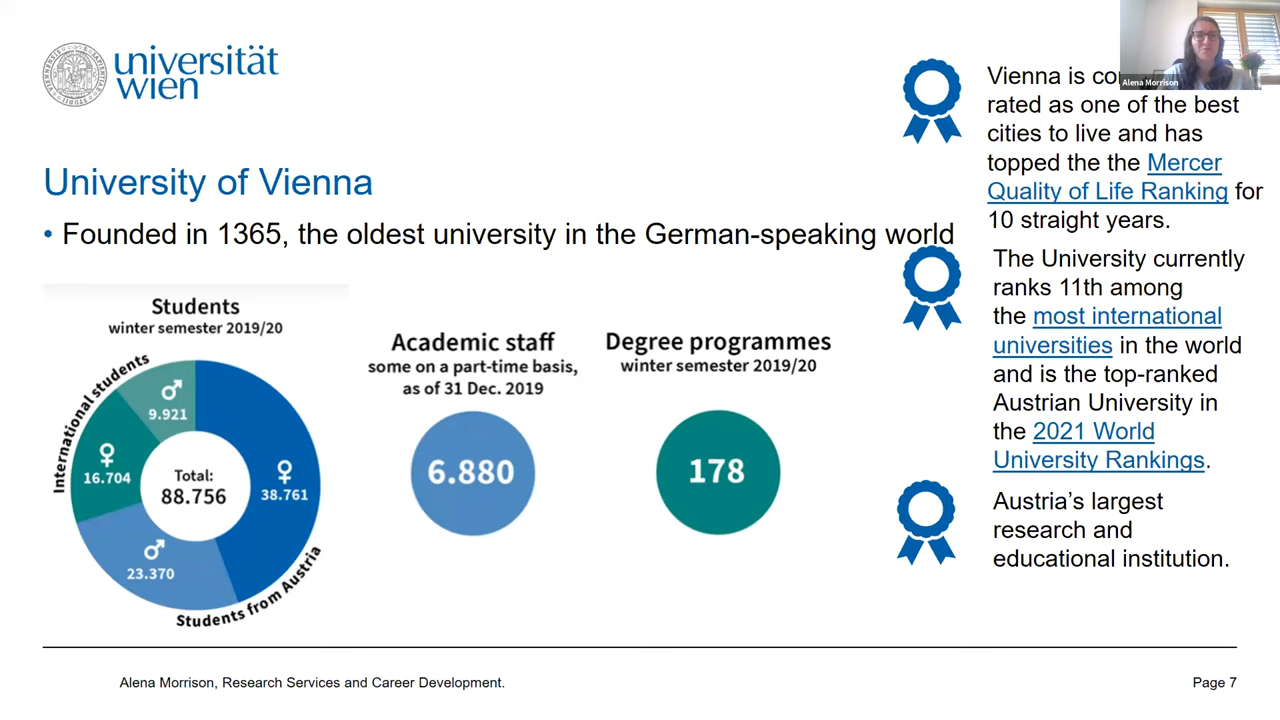 universität
wien
University of Vienna
• Founded in 1365, the oldest university in the German-speaking world
Students
winter semester 2019/20
International students
9.921
16.704
Total:
88.756
38.761
23.370
Students from Austria
Academic staff
some on a part-time basis,
as of 31 Dec. 2019
6.880
Degree programmes
winter semester 2019/20
178
Vienna is
rated as one of the best
cities to live and has
topped the the Mercer
Quality of Life Ranking for
10 straight years.
The University currently
ranks 11th among
the most international
universities in the world
and is the top-ranked
Austrian University in
the 2021 World
University Rankings.
Austria's largest
research and
educational institution.
Alena Morrison
Alena Morrison, Research Services and Career Development.
Page 7